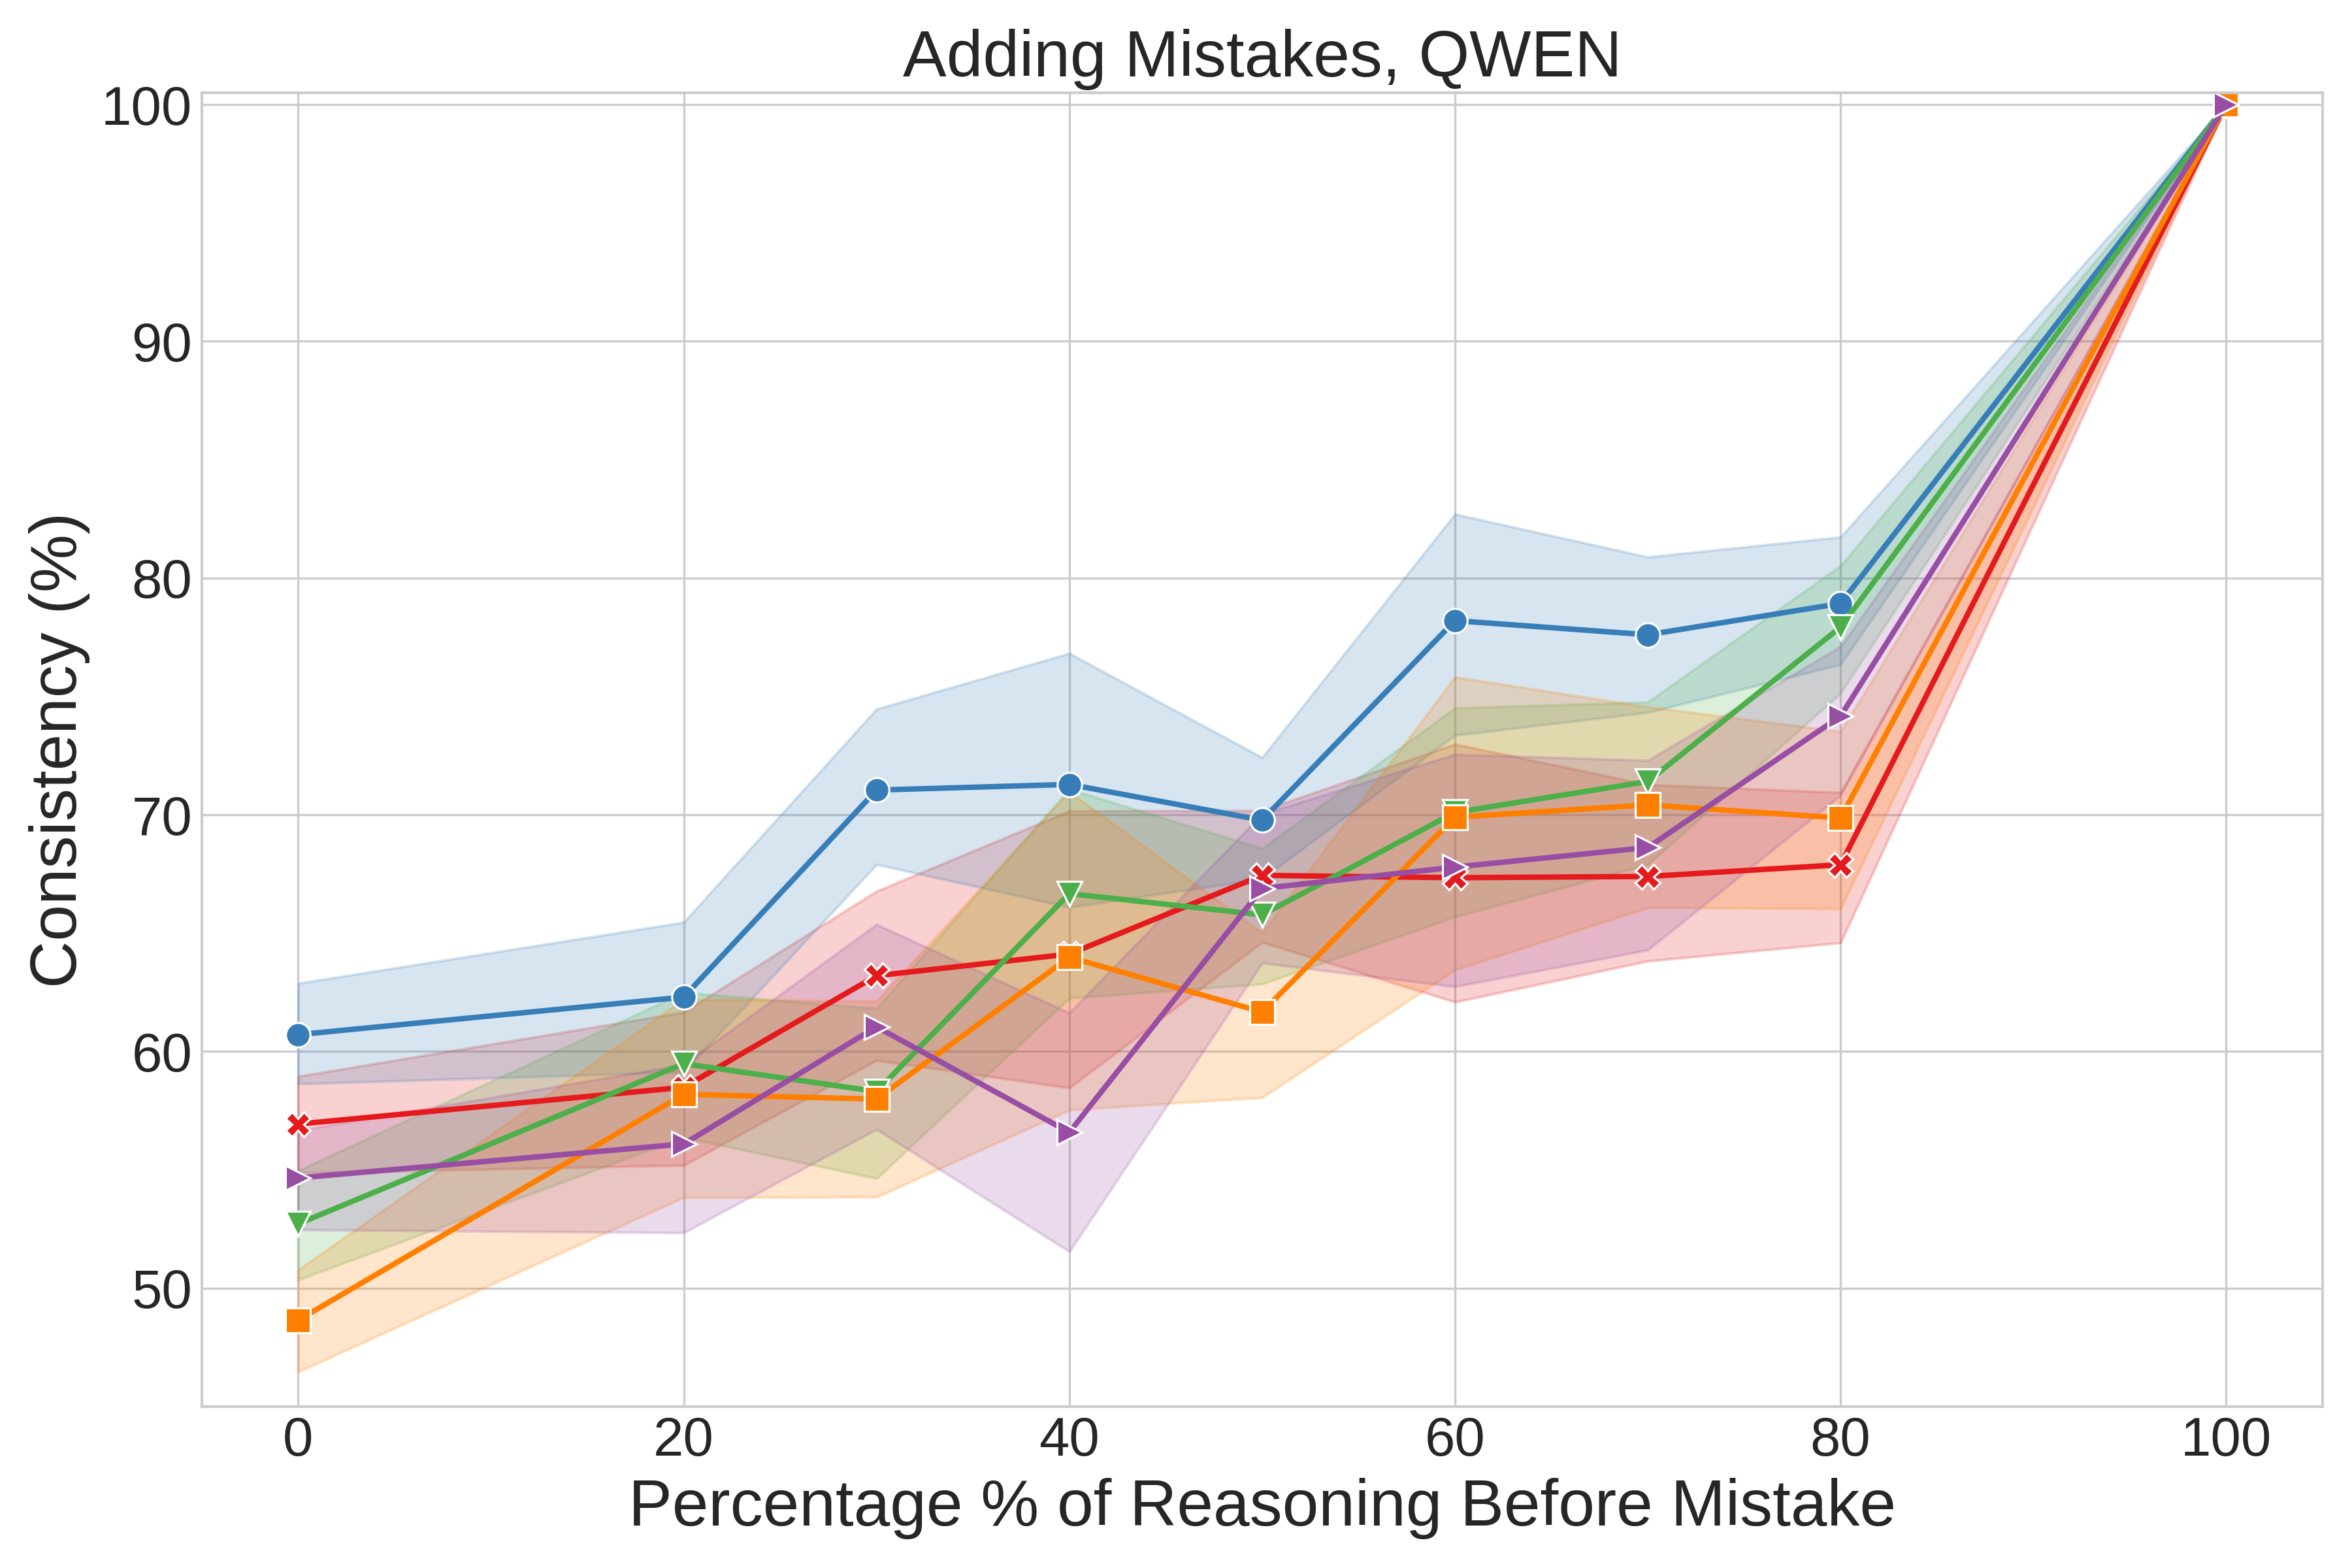 Adding Mistakes, QWEN
Consistency (%)
100
90
80
70
60
50
0 20 40 60 80 100
Percentage % of Reasoning Before Mistake